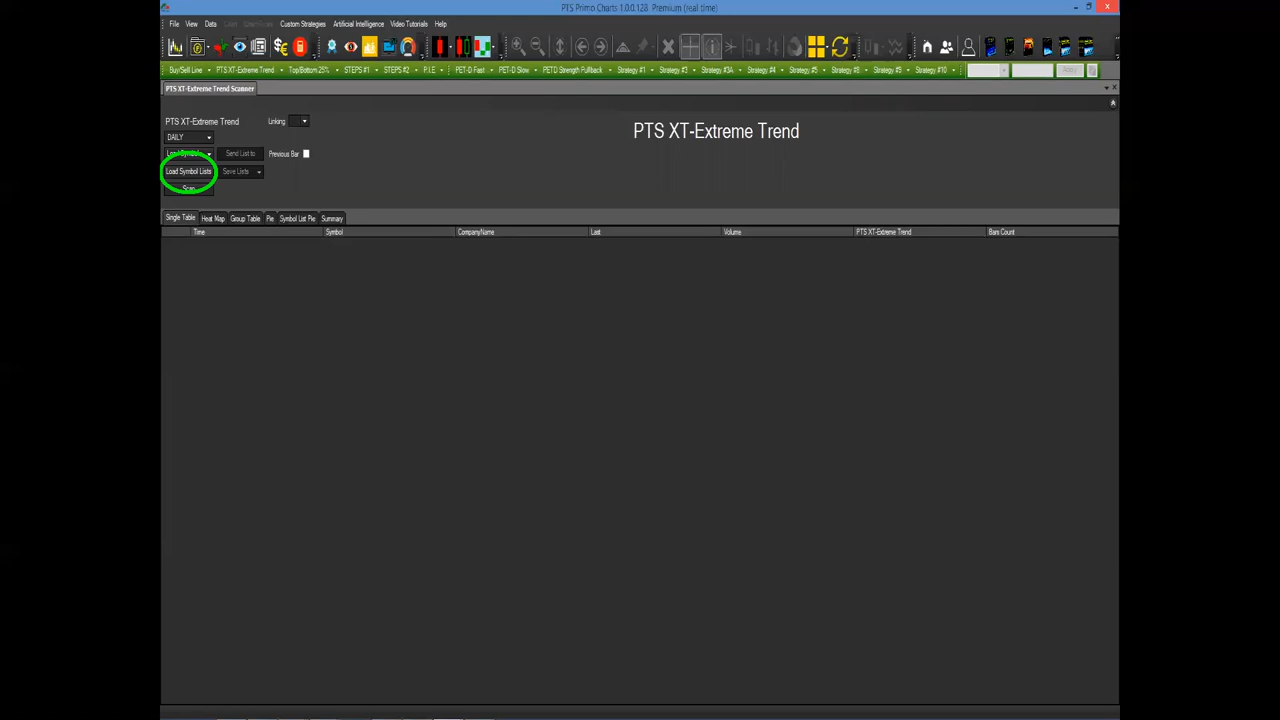 PTS Primo Charts 1.0.0.128 Premium (real time)
File View Data Custom Strategies Artificial Intelligence Video Tutorials Help
Buy/Sell Line PTS XT-Extreme Trend Top/Bottom 25% STEPS #1 STEPS #2 P.I.E PET-D Fast PET-D Slow PETD Strength Fullback Strategy #1 Strategy #3 Strategy #3A Strategy #4 Strategy #5 Strategy #8 Strategy #9 Strategy #10
PTS XT-Extreme Trend Scanner
PTS XT-Extreme Trend Linking
PTS XT-Extreme Trend
DAILY
Load Symbols Send List to Previous Bar
Load Symbol Lists Save Lists
Scan
Single Table Heat Map Group Table Pie Symbol List Pie Summary
Time Symbol CompanyName Last Volume PTS XT-Extreme Trend Bars Count